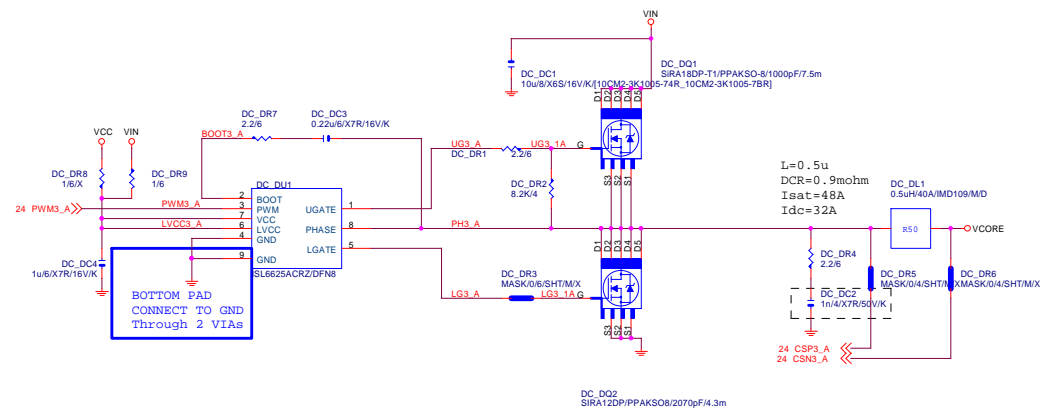 VIN
DC_DC1
10u/8/X6S/16V/K/[10CM2-3K1005-74R_10CM2-3K1005-7BR]
DC_DQ1
SiRA18DP-T1/PPAKSO-8/1000pF/7.5m
D1 D2 D3 D4 D5
G
S3 S2 S1
DC_DR7
2.2/6
DC_DC3
0.22u/6/X7R/16V/K
BOOT3_A
VCC VIN
DC_DR8
1/6/X
DC_DR9
1/6
UG3_A
DC_DR1
2.2/6
UG3_1A
DC_DR2
8.2K/4
24 PWM3_A
PWM3_A
LVCC3_A
DC_DU1
2 BOOT
3 PWM
7 VCC
6 LVCC
4 GND
9 GND
UGATE 1
PHASE 8
LGATE 5
ISL6625ACRZ/DFN8
DC_DC4
1u/6/X7R/16V/K
BOTTOM PAD
CONNECT TO GND
Through 2 VIAs
PH3_A
L=0.5u
DCR=0.9mohm
Isat=48A
Idc=32A
DC_DL1
0.5uH/40A/IMD109/M/D
R50
VCORE
D1 D2 D3 D4 D5
G
S3 S2 S1
DC_DR3
MASK/0/6/SHT/M/X
LG3_A
LG3_1A
DC_DR4
2.2/6
DC_DC2
1n/4/X7R/50V/K
DC_DR5
MASK/0/4/SHT/M/X
DC_DR6
MASK/0/4/SHT/M/X
24 CSP3_A
24 CSN3_A
DC_DQ2
SIRA12DP/PPAKSO8/2070pF/4.3m